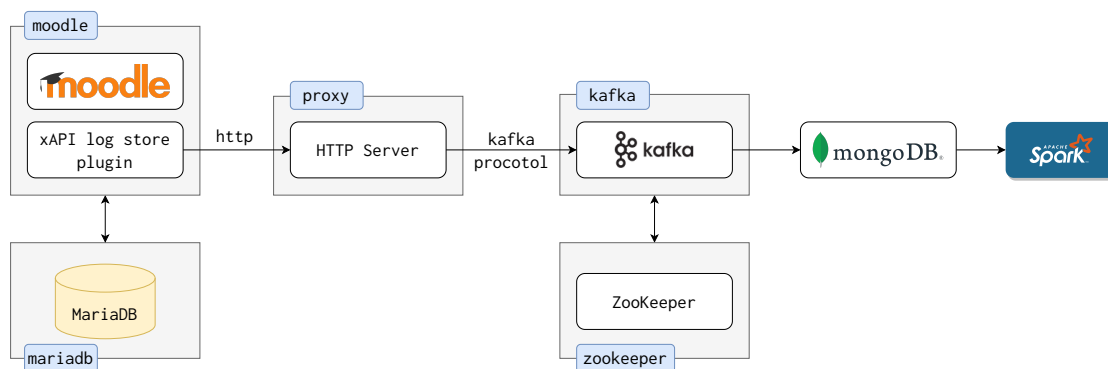 moodle
moodle
xAPI log store
plugin
http
proxy
HTTP Server
kafka
procotol
kafka
kafka
mongoDB®
APACHE
Spark
MariaDB
mariadb
ZooKeeper
zookeeper